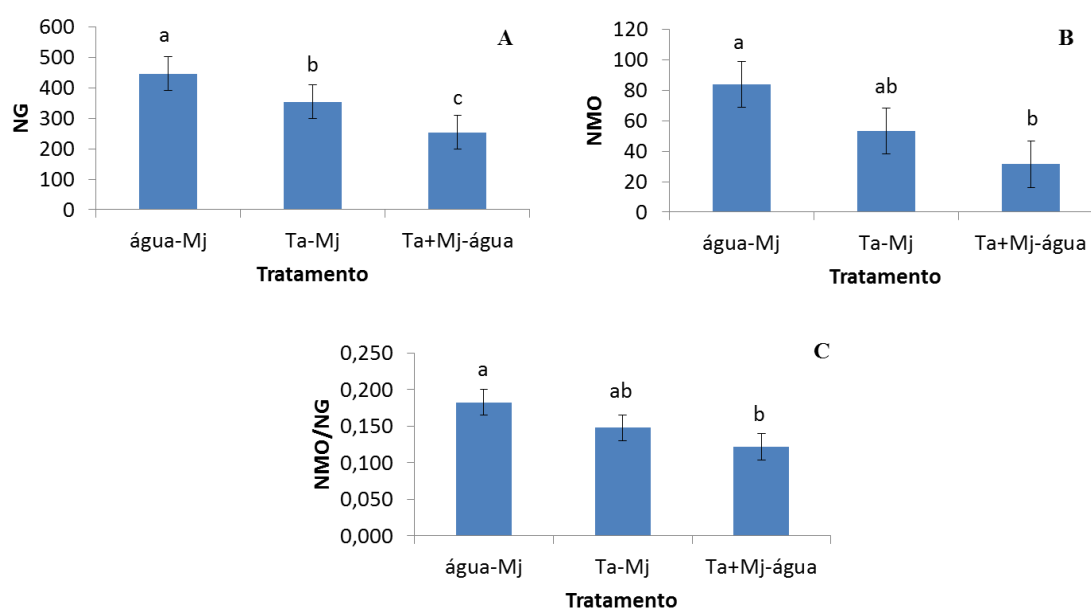 A
NG
600
500
400
300
200
100
0
a
b
c
água-Mj
Ta-Mj
Ta+Mj-água
Tratamento
B
NMO
120
100
80
60
40
20
0
a
ab
b
água-Mj
Ta-Mj
Ta+Mj-água
Tratamento
C
NMO/NG
0,250
0,200
0,150
0,100
0,050
0,000
a
ab
b
água-Mj
Ta-Mj
Ta+Mj-água
Tratamento